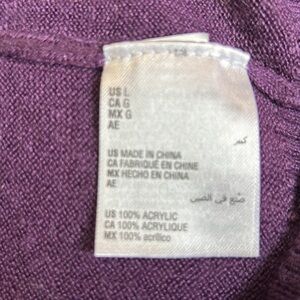 US L
CA G
MX G
AE
كبير
US MADE IN CHINA
CA FABRIQUÉ EN CHINE
MX HECHO EN CHINA
AE
صنع في الصين
US 100% ACRYLIC
CA 100% ACRYLIQUE
MX 100% acrílico